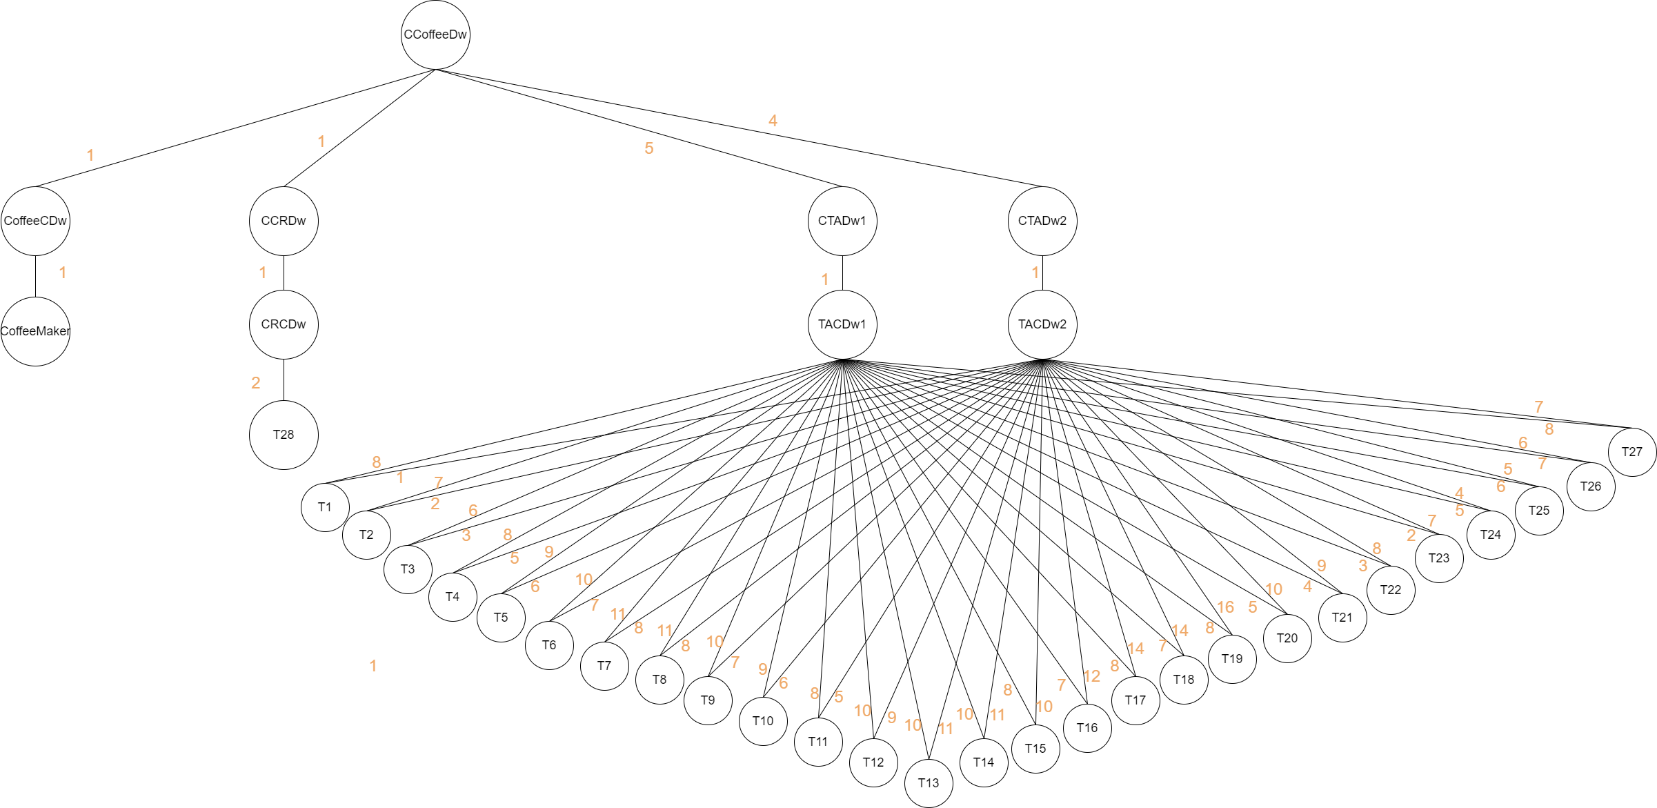 CCoffeeDw
4
1
5
1
CoffeeCDw
CCRDw
CTADw1
CTADw2
1
1
1
1
CoffeeMaker
CRCDw
TACDw1
TACDw2
2
T28
7
8
6
7
T27
8
1
7
2
5
6
T26
4
5
T25
T1
6
3
7
2
T24
T2
8
5
9
8
3
T23
T3
6
10
9
4
T22
T4
7
11
10
5
16
T21
T5
8
11
14
8
T20
T6
8
10
14
7
T19
T7
7
9
12
8
T18
1
T8
6
8
7
T17
T9
5
10
8
10
T16
T10
9
10
10
11
11
T15
T11
T12
T14
T13